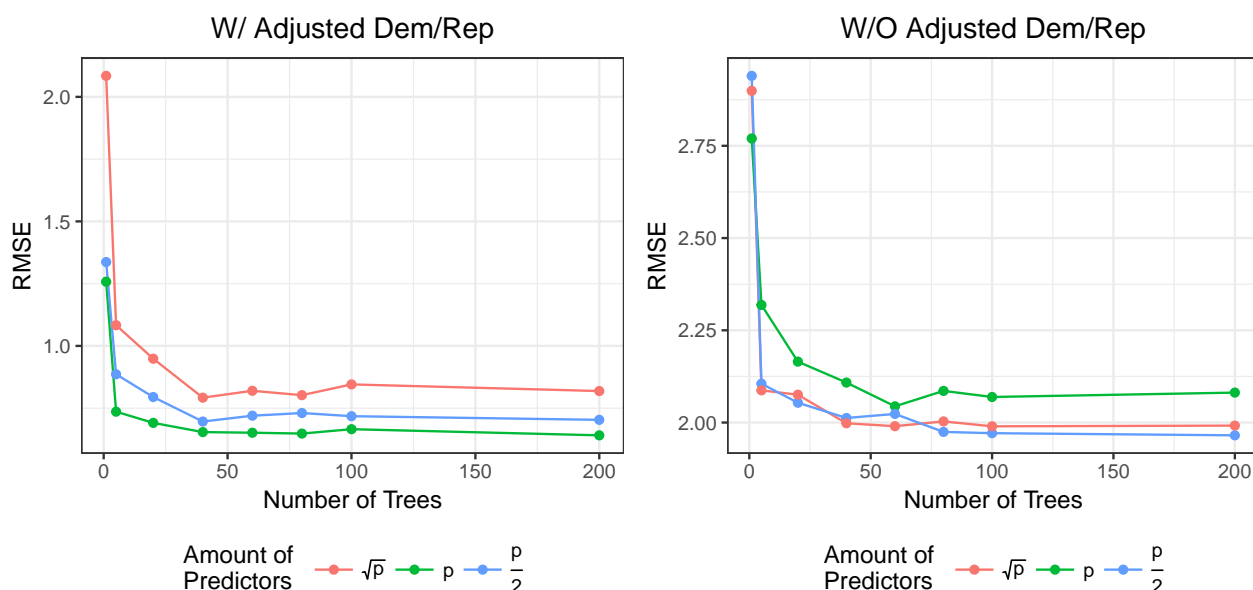 W/ Adjusted Dem/Rep
2.0
1.5
1.0
RMSE
0
50
100
150
200
Number of Trees
Amount of
Predictors
√p
p
p
2
W/O Adjusted Dem/Rep
2.75
2.50
2.25
2.00
RMSE
0
50
100
150
200
Number of Trees
Amount of
Predictors
√p
p
p
2